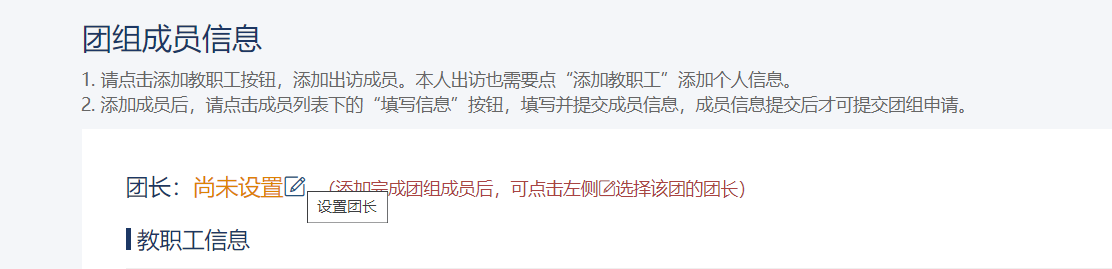 团组成员信息
1. 请点击添加教职工按钮，添加出访成员。本人出访也需要点“添加教职工”添加个人信息。
2. 添加成员后，请点击成员列表下的“填写信息”按钮，填写并提交成员信息，成员信息提交后才可提交团组申请。
团长：尚未设置 （添加完成团组成员后，可点击左侧选择该团的团长）
设置团长
教职工信息